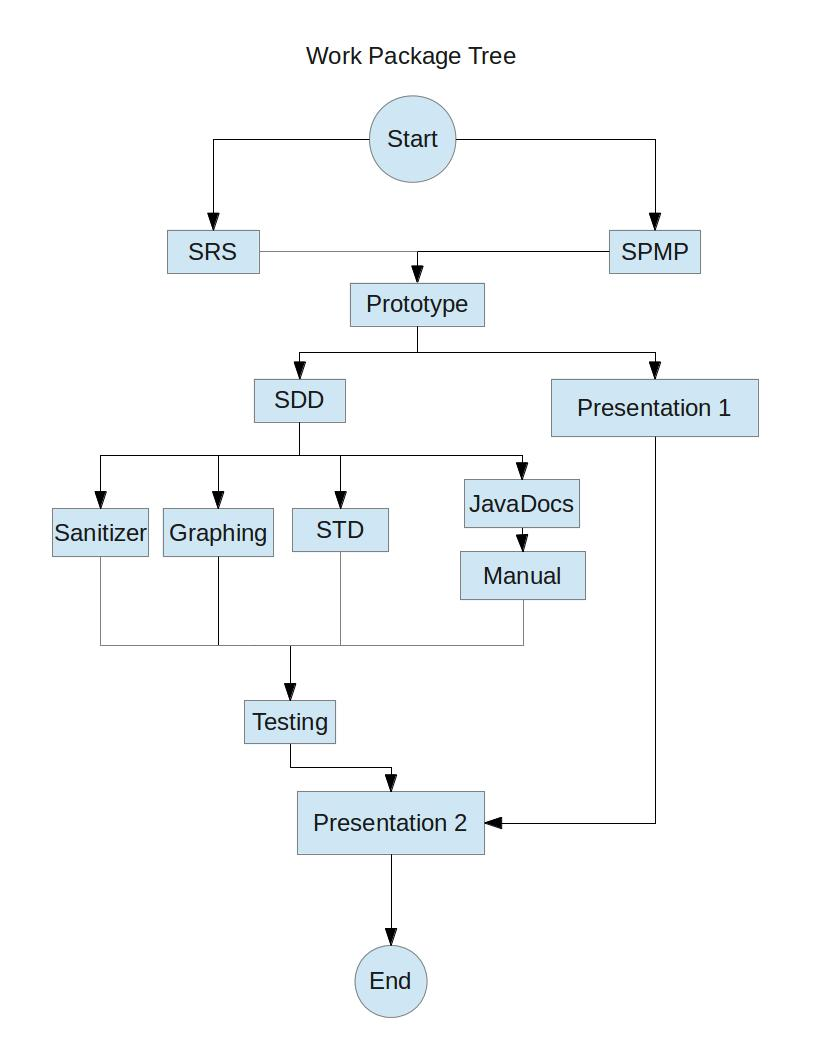 Work Package Tree
Start
SRS
SPMP
Prototype
SDD
Presentation 1
Sanitizer
Graphing
STD
JavaDocs
Manual
Testing
Presentation 2
End